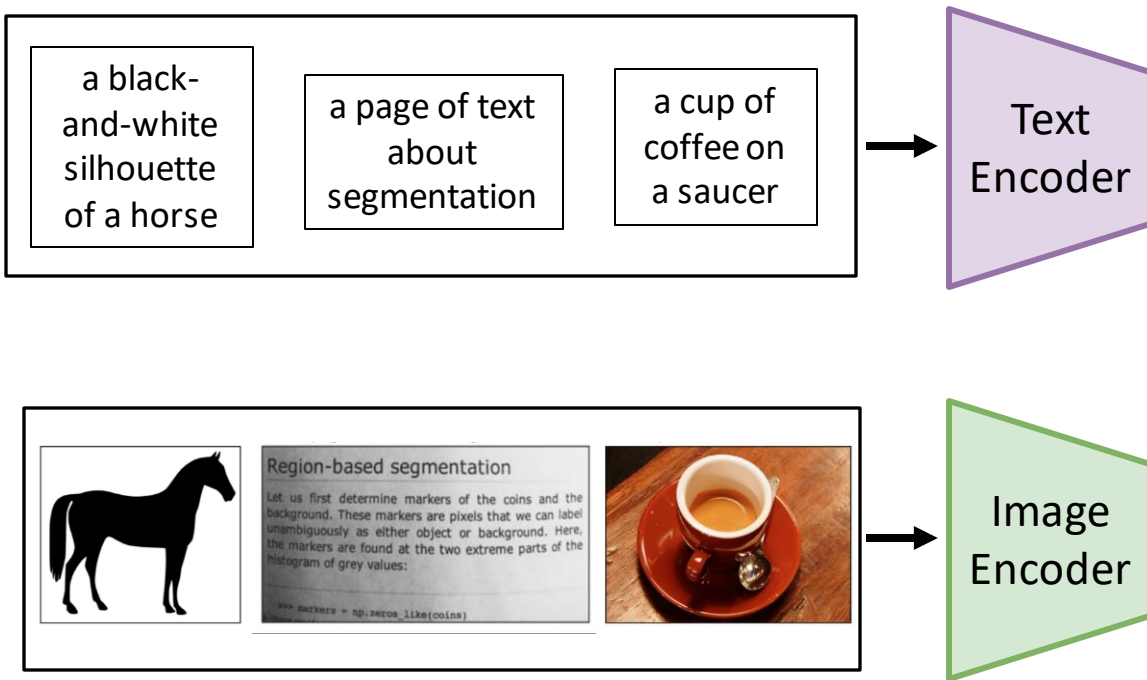 a black-
and-white
silhouette
of a horse
a page of text
about
segmentation
a cup of
coffee on
a saucer
Text
Encoder
Region-based segmentation
Let us first determine markers of the coins and the
background. These markers are pixels that we can label
unambiguously as either object or background. Here,
the markers are found at the two extreme parts of the
histogram of grey values:
>>> markers = np.zeros_like(coins)
Image
Encoder